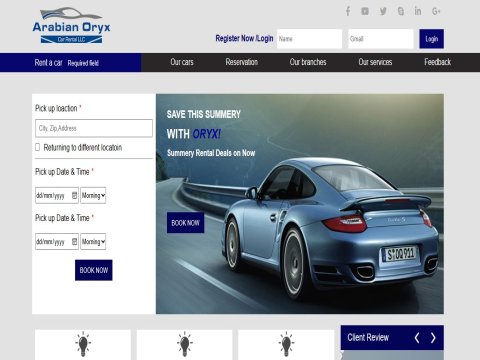 Arabian Oryx
Car Rental LLC
Register Now /Login
Name
Gmail
Login
Rent a car Required field
Our cars
Reservation
Our branches
Our services
Feedback
Pick up loaction *
City, Zip,Address
Returning to different locatoin
Pick up Date & Time *
dd/mm/yyyy
Morning
Pick up Date & Time *
dd/mm/yyyy
Morning
BOOK NOW
SAVE THIS SUMMERY
WITH ORYX!
Summery Rental Deals on Now
BOOK NOW
turbo S
S:GO 911
Client Review